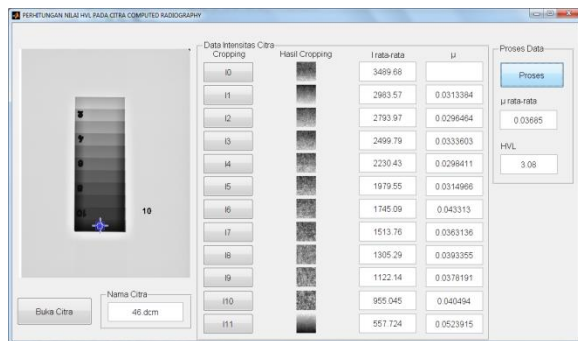 PERHITUNGAN NILAI HVL PADA CITRA COMPUTED RADIOGRAPHY
Data Intensitas Citra
Cropping Hasil Cropping I rata-rata µ
I0 3489.68
I1 2983.57 0.0313384
I2 2793.97 0.0296464
I3 2499.79 0.0333603
I4 2230.43 0.0298411
I5 1979.55 0.0314966
I6 1745.09 0.043313
I7 1513.76 0.0363136
I8 1305.29 0.0393355
I9 1122.14 0.0378191
I10 955.045 0.040494
I11 557.724 0.0523915
Proses Data
Proses
µ rata-rata
0.03685
HVL
3.08
10
10
Nama Citra
Buka Citra 46.dcm